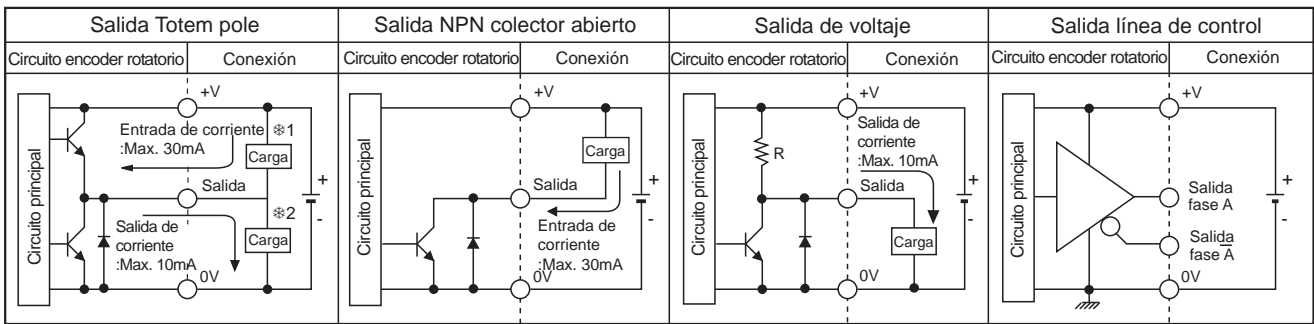 Salida Totem pole
Circuito encoder rotatorio
Conexión
Circuito principal
+V
Entrada de corriente
:Max. 30mA
※1
Carga
Salida
※2
Salida de
corriente
:Max. 10mA
Carga
0V
+
-
Salida NPN colector abierto
Circuito encoder rotatorio
Conexión
Circuito principal
+V
Carga
Salida
Entrada de
corriente
:Max. 30mA
0V
+
-
Salida de voltaje
Circuito encoder rotatorio
Conexión
Circuito principal
+V
R
Salida de
corriente
:Max. 10mA
Salida
Carga
0V
+
-
Salida línea de control
Circuito encoder rotatorio
Conexión
Circuito principal
+V
Salida
fase A
Salida
fase A̅
0V
+
-